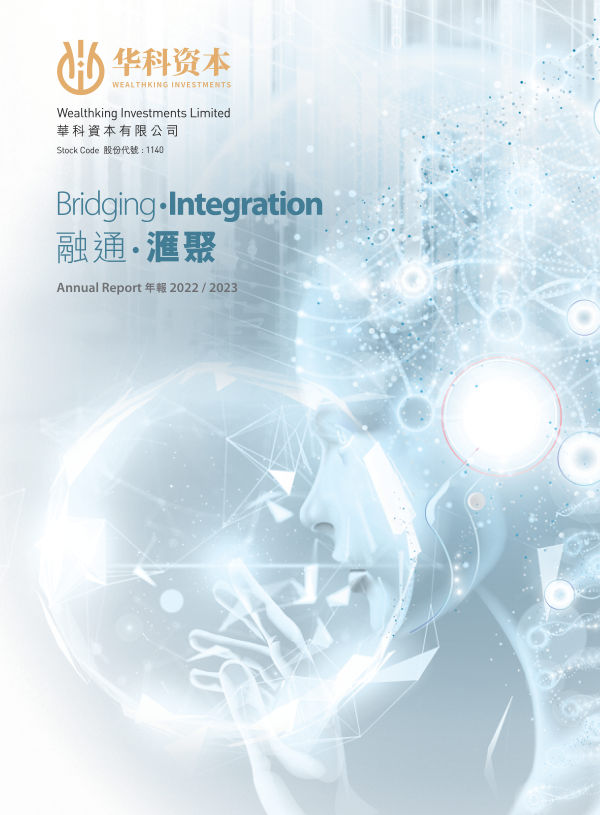 华科资本
WEALTHKING INVESTMENTS
Wealthking Investments Limited
華科資本有限公司
Stock Code 股份代號 : 1140
Bridging·Integration
融通·滙聚
Annual Report 年報 2022 / 2023